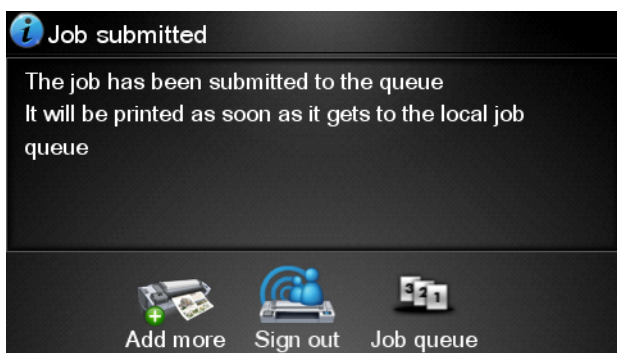 Job submitted
The job has been submitted to the queue
It will be printed as soon as it gets to the local job
queue
321
Add more Sign out Job queue